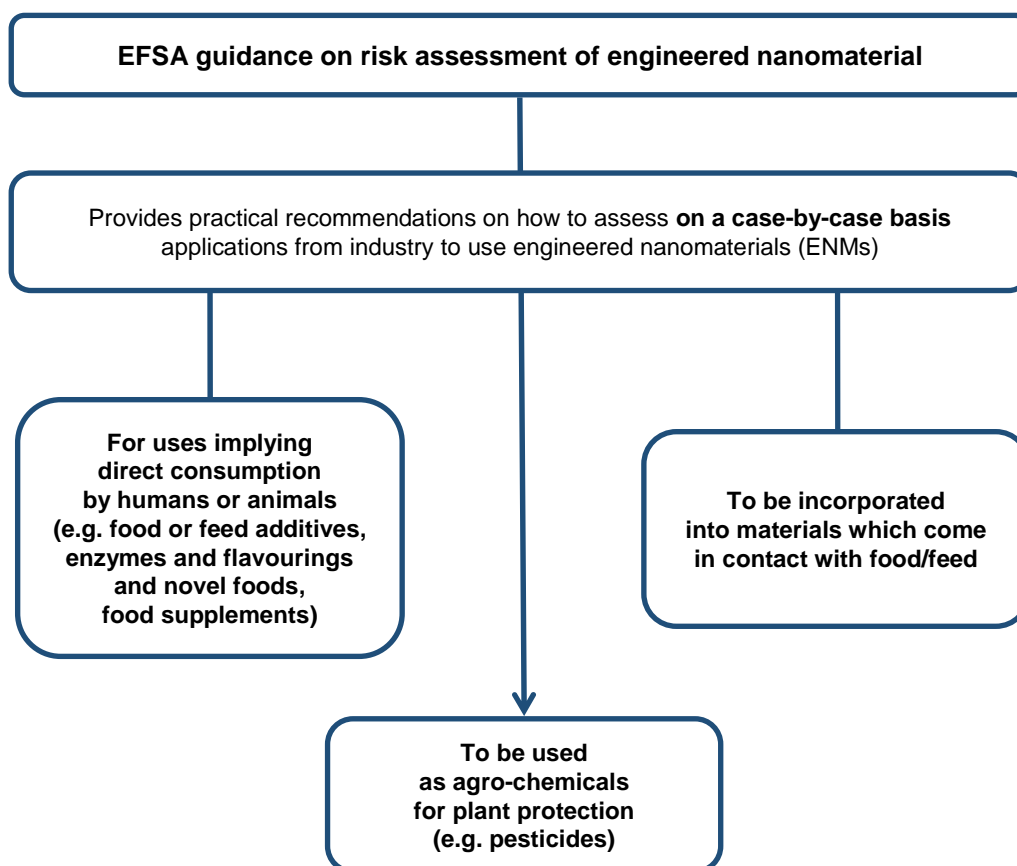 EFSA guidance on risk assessment of engineered nanomaterial
Provides practical recommendations on how to assess on a case-by-case basis
applications from industry to use engineered nanomaterials (ENMs)
For uses implying
direct consumption
by humans or animals
(e.g. food or feed additives,
enzymes and flavourings
and novel foods,
food supplements)
To be incorporated
into materials which come
in contact with food/feed
To be used
as agro-chemicals
for plant protection
(e.g. pesticides)